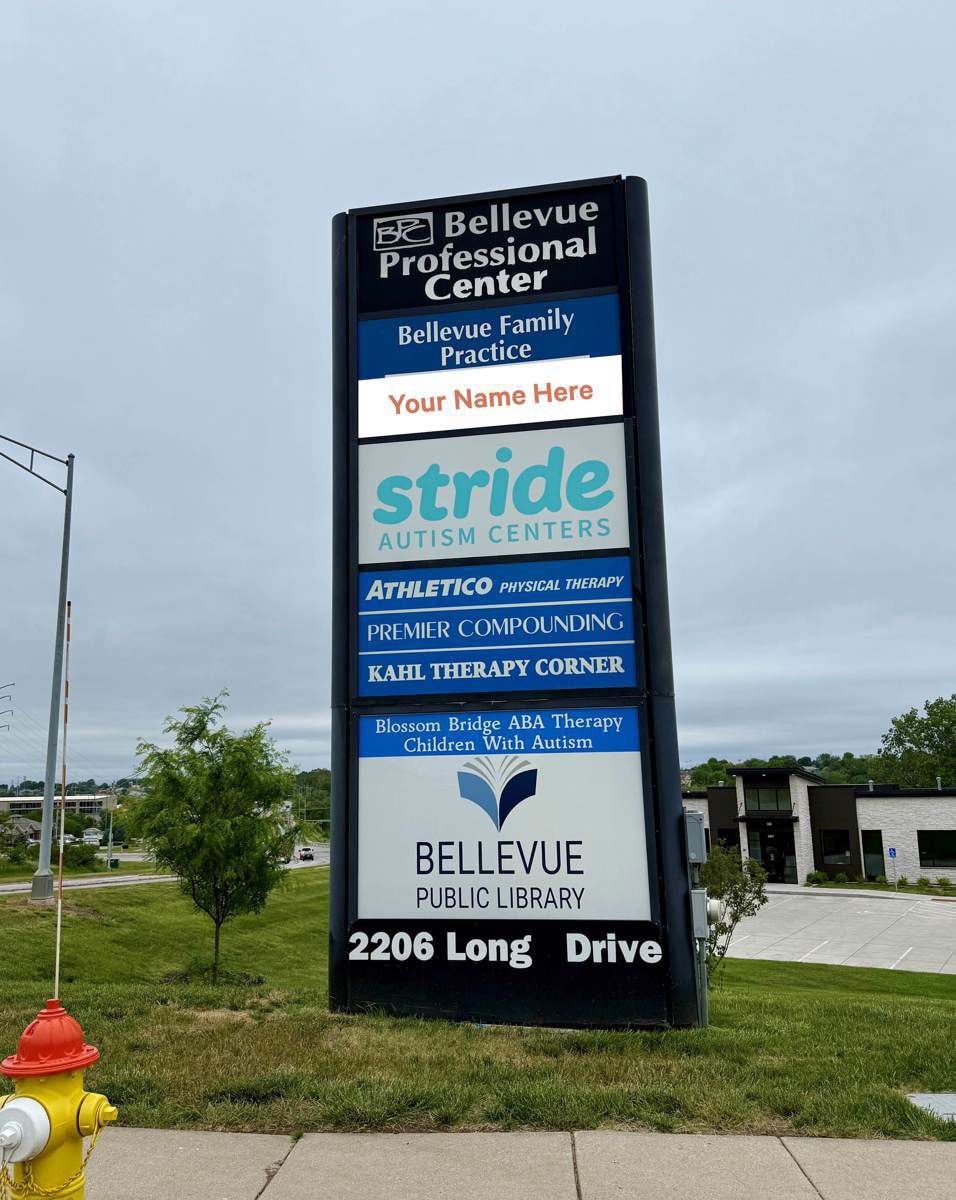 BPC Bellevue
Professional
Center
Bellevue Family
Practice
Your Name Here
stride
AUTISM CENTERS
ATHLETICO PHYSICAL THERAPY
PREMIER COMPOUNDING
KAHL THERAPY CORNER
Blossom Bridge ABA Therapy
Children With Autism
BELLEVUE
PUBLIC LIBRARY
2206 Long Drive